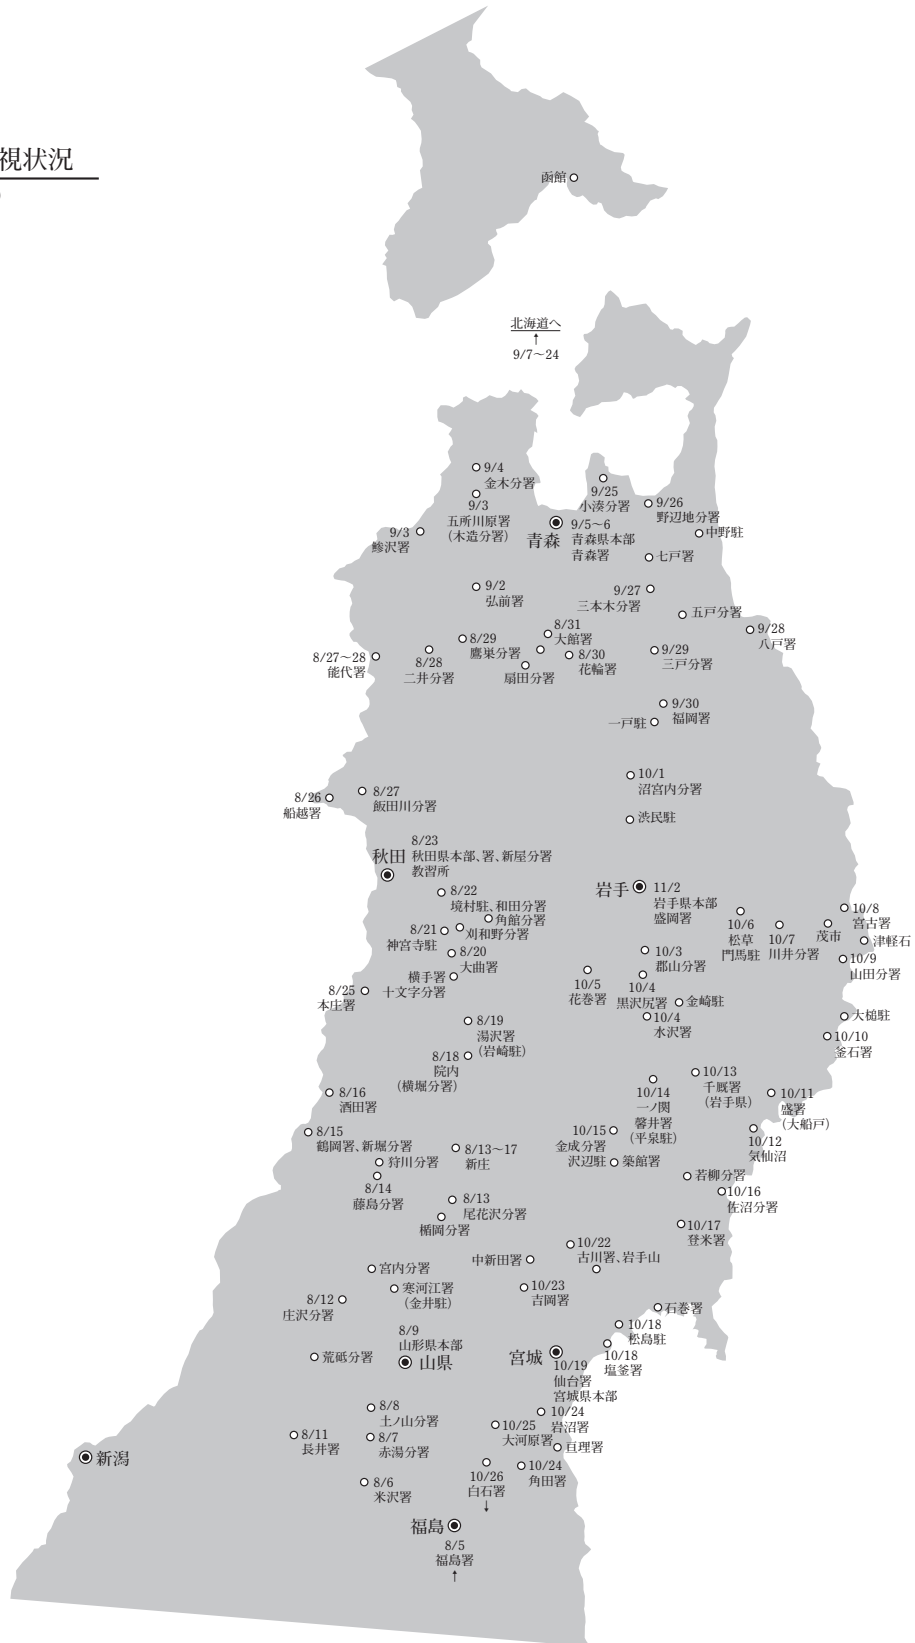 視状況
函館
北海道へ
↑
9/7〜24
9/4
金木分署
9/3
五所川原署
(木造分署)
9/3
鰺沢署
青森
9/5〜6
青森県本部
青森署
9/25
小湊分署
9/26
野辺地分署
中野駐
七戸署
9/2
弘前署
9/27
三本木分署
五戸分署
9/28
八戸署
8/31
大館署
8/29
鷹巣分署
8/30
花輪署
扇田分署
9/29
三戸分署
8/27〜28
能代署
8/28
二井分署
9/30
福岡署
一戸駐
10/1
沼宮内分署
渋民駐
8/26
船越署
8/27
飯田川分署
秋田
8/23
秋田県本部、署、新屋分署
教習所
8/22
境村駐、和田分署
角館分署
刈和野分署
8/21
神宮寺駐
8/20
大曲署
横手署
十文字分署
8/25
本庄署
岩手
11/2
岩手県本部
盛岡署
10/6
松草
門馬駐
10/7
川井分署
茂市
10/8
宮古署
津軽石
10/9
山田分署
10/3
郡山分署
10/5
花巻署
10/4
黒沢尻署
金崎駐
10/4
水沢署
大槌駐
10/10
釜石署
8/19
湯沢署
(岩崎駐)
8/18
院内
(横堀分署)
8/16
酒田署
8/15
鶴岡署、新堀分署
狩川分署
8/14
藤島分署
8/13〜17
新庄
8/13
尾花沢分署
楯岡分署
10/13
千厩署
(岩手県)
10/14
一ノ関
磐井署
(平泉駐)
10/11
盛署
(大船戸)
10/12
気仙沼
10/15
金成分署
沢辺駐
築館署
若柳分署
10/16
佐沼分署
10/17
登米署
10/22
古川署、岩手山
中新田署
10/23
吉岡署
宮内分署
寒河江署
(金井駐)
8/12
庄沢分署
8/9
山形県本部
山県
荒砥分署
石巻署
10/18
松島駐
10/18
塩釜署
宮城
10/19
仙台署
宮城県本部
10/24
岩沼署
10/25
大河原署
亘理署
10/24
角田署
10/26
白石署
↓
8/8
土ノ山分署
8/7
赤湯分署
8/11
長井署
8/6
米沢署
新潟
福島
8/5
福島署
↑